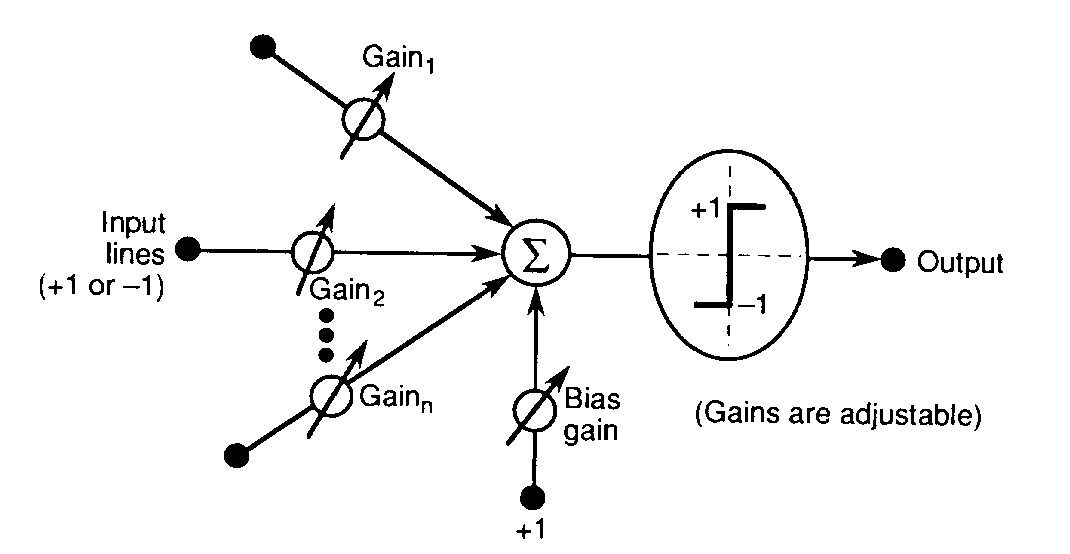 Gain1
Input
lines
(+1 or –1)
Gain2
Gainn
Σ
+1
–1
Output
Bias
gain
+1
(Gains are adjustable)